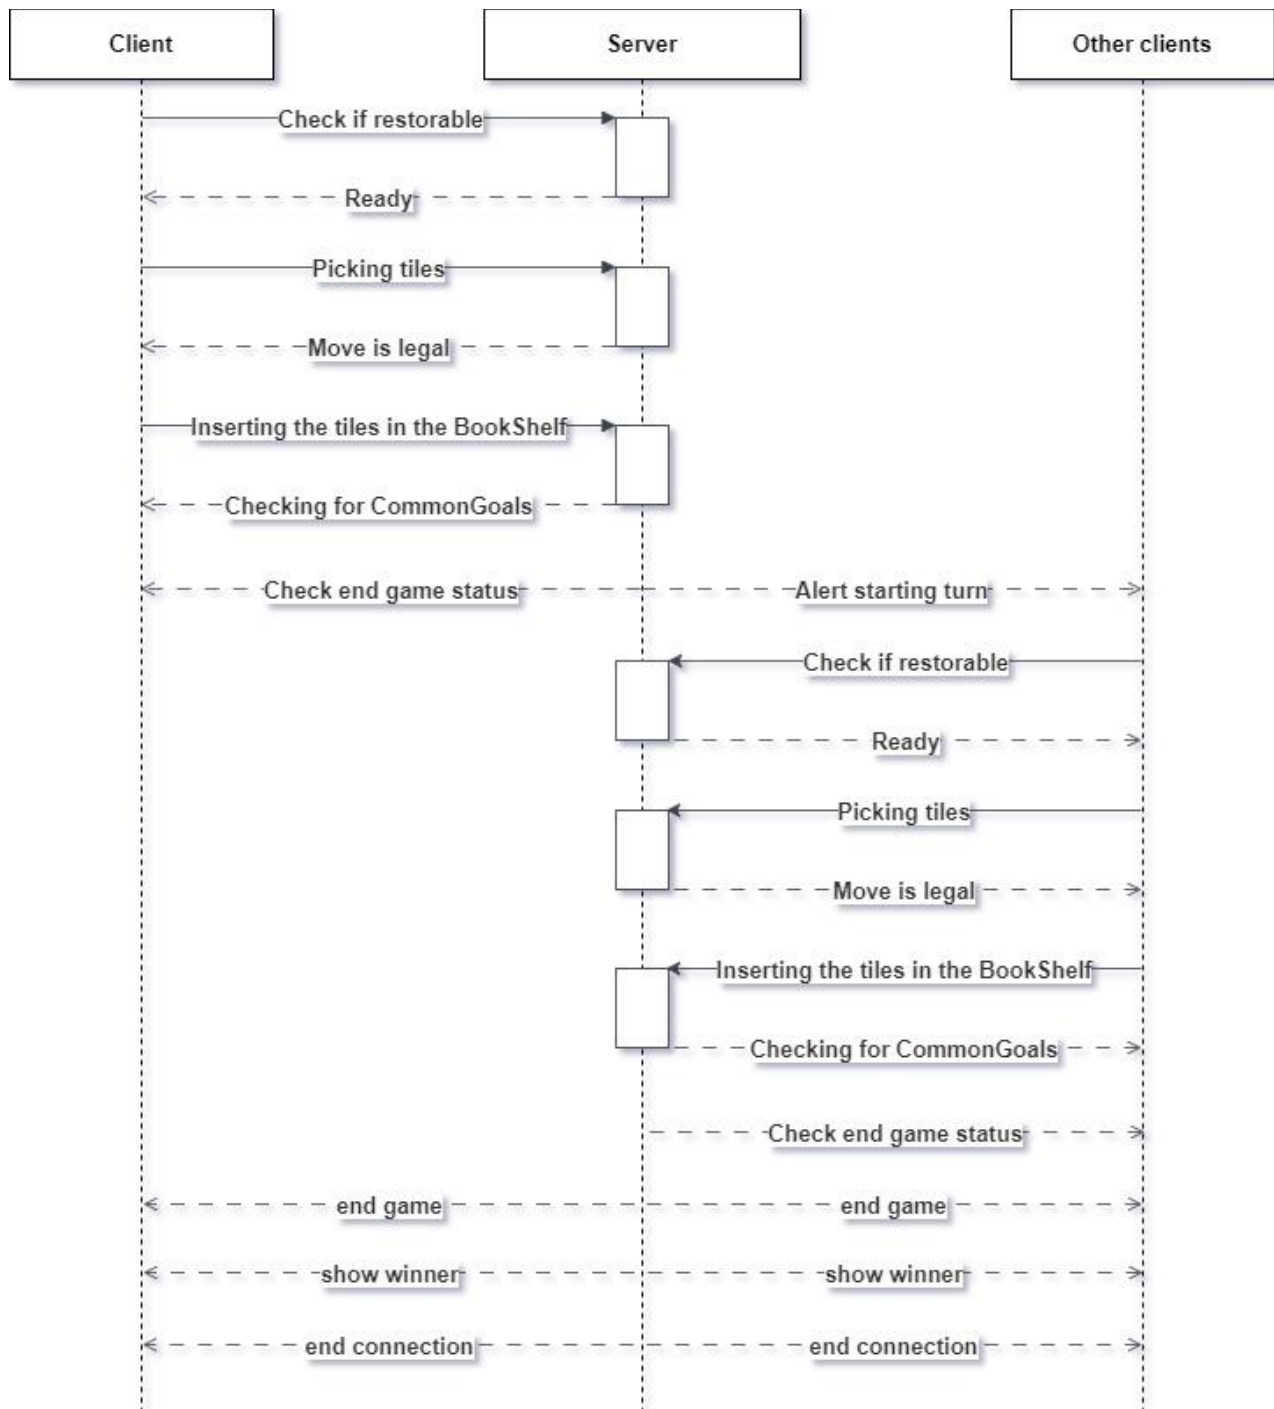 Client
Server
Other clients
Check if restorable
Ready
Picking tiles
Move is legal
Inserting the tiles in the BookShelf
Checking for CommonGoals
Check end game status
Alert starting turn
Check if restorable
Ready
Picking tiles
Move is legal
Inserting the tiles in the BookShelf
Checking for CommonGoals
Check end game status
end game
end game
show winner
show winner
end connection
end connection